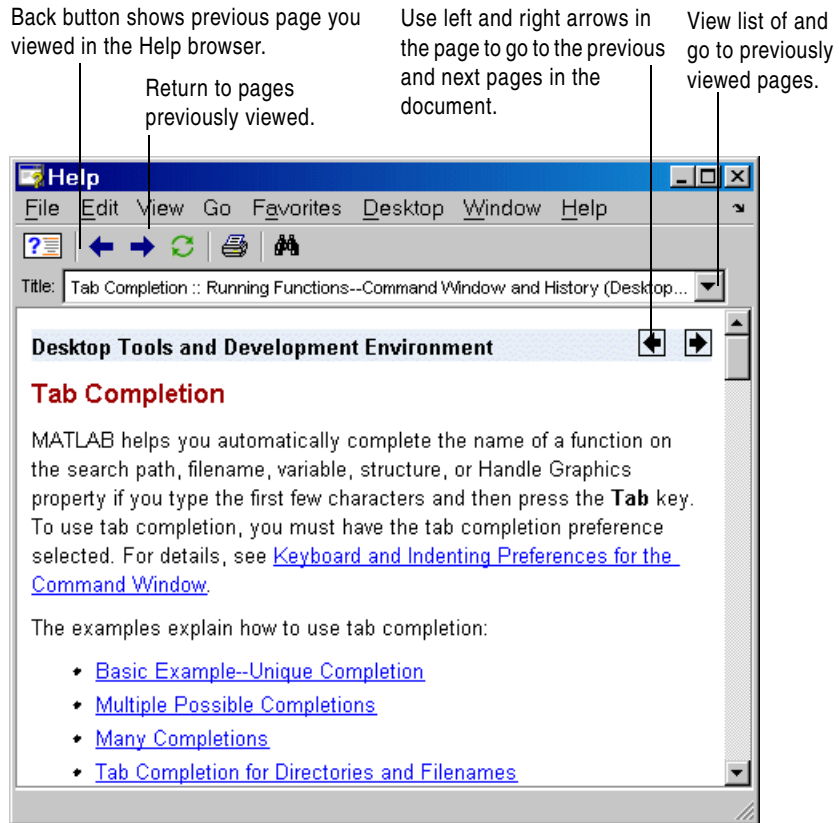 Back button shows previous page you
viewed in the Help browser.
Return to pages
previously viewed.
Use left and right arrows in
the page to go to the previous
and next pages in the
document.
View list of and
go to previously
viewed pages.
Help
File Edit View Go Favorites Desktop Window Help
Title: Tab Completion :: Running Functions--Command Window and History (Desktop...
Desktop Tools and Development Environment
Tab Completion
MATLAB helps you automatically complete the name of a function on
the search path, filename, variable, structure, or Handle Graphics
property if you type the first few characters and then press the Tab key.
To use tab completion, you must have the tab completion preference
selected. For details, see Keyboard and Indenting Preferences for the
Command Window.
The examples explain how to use tab completion:
• Basic Example--Unique Completion
• Multiple Possible Completions
• Many Completions
• Tab Completion for Directories and Filenames